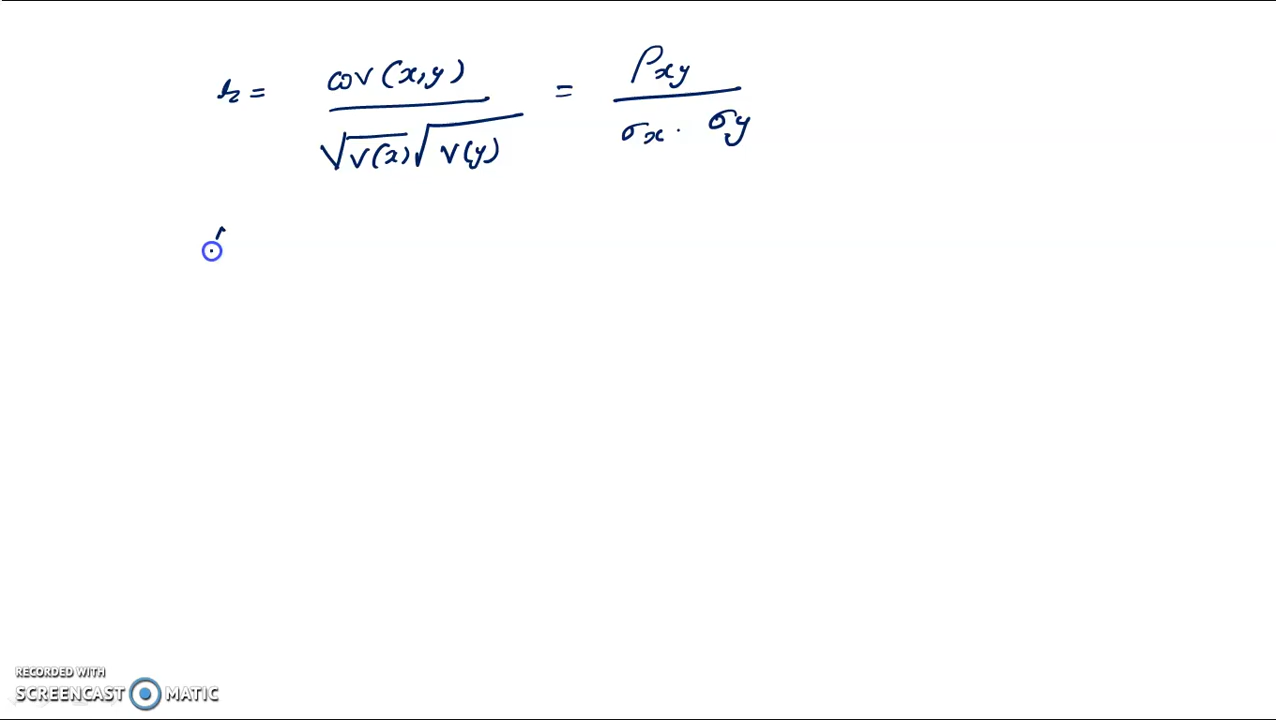 r = cov(x,y) / √V(x) √V(y) = ρxy / σx · σy
RECORDED WITH
SCREENCAST MATIC